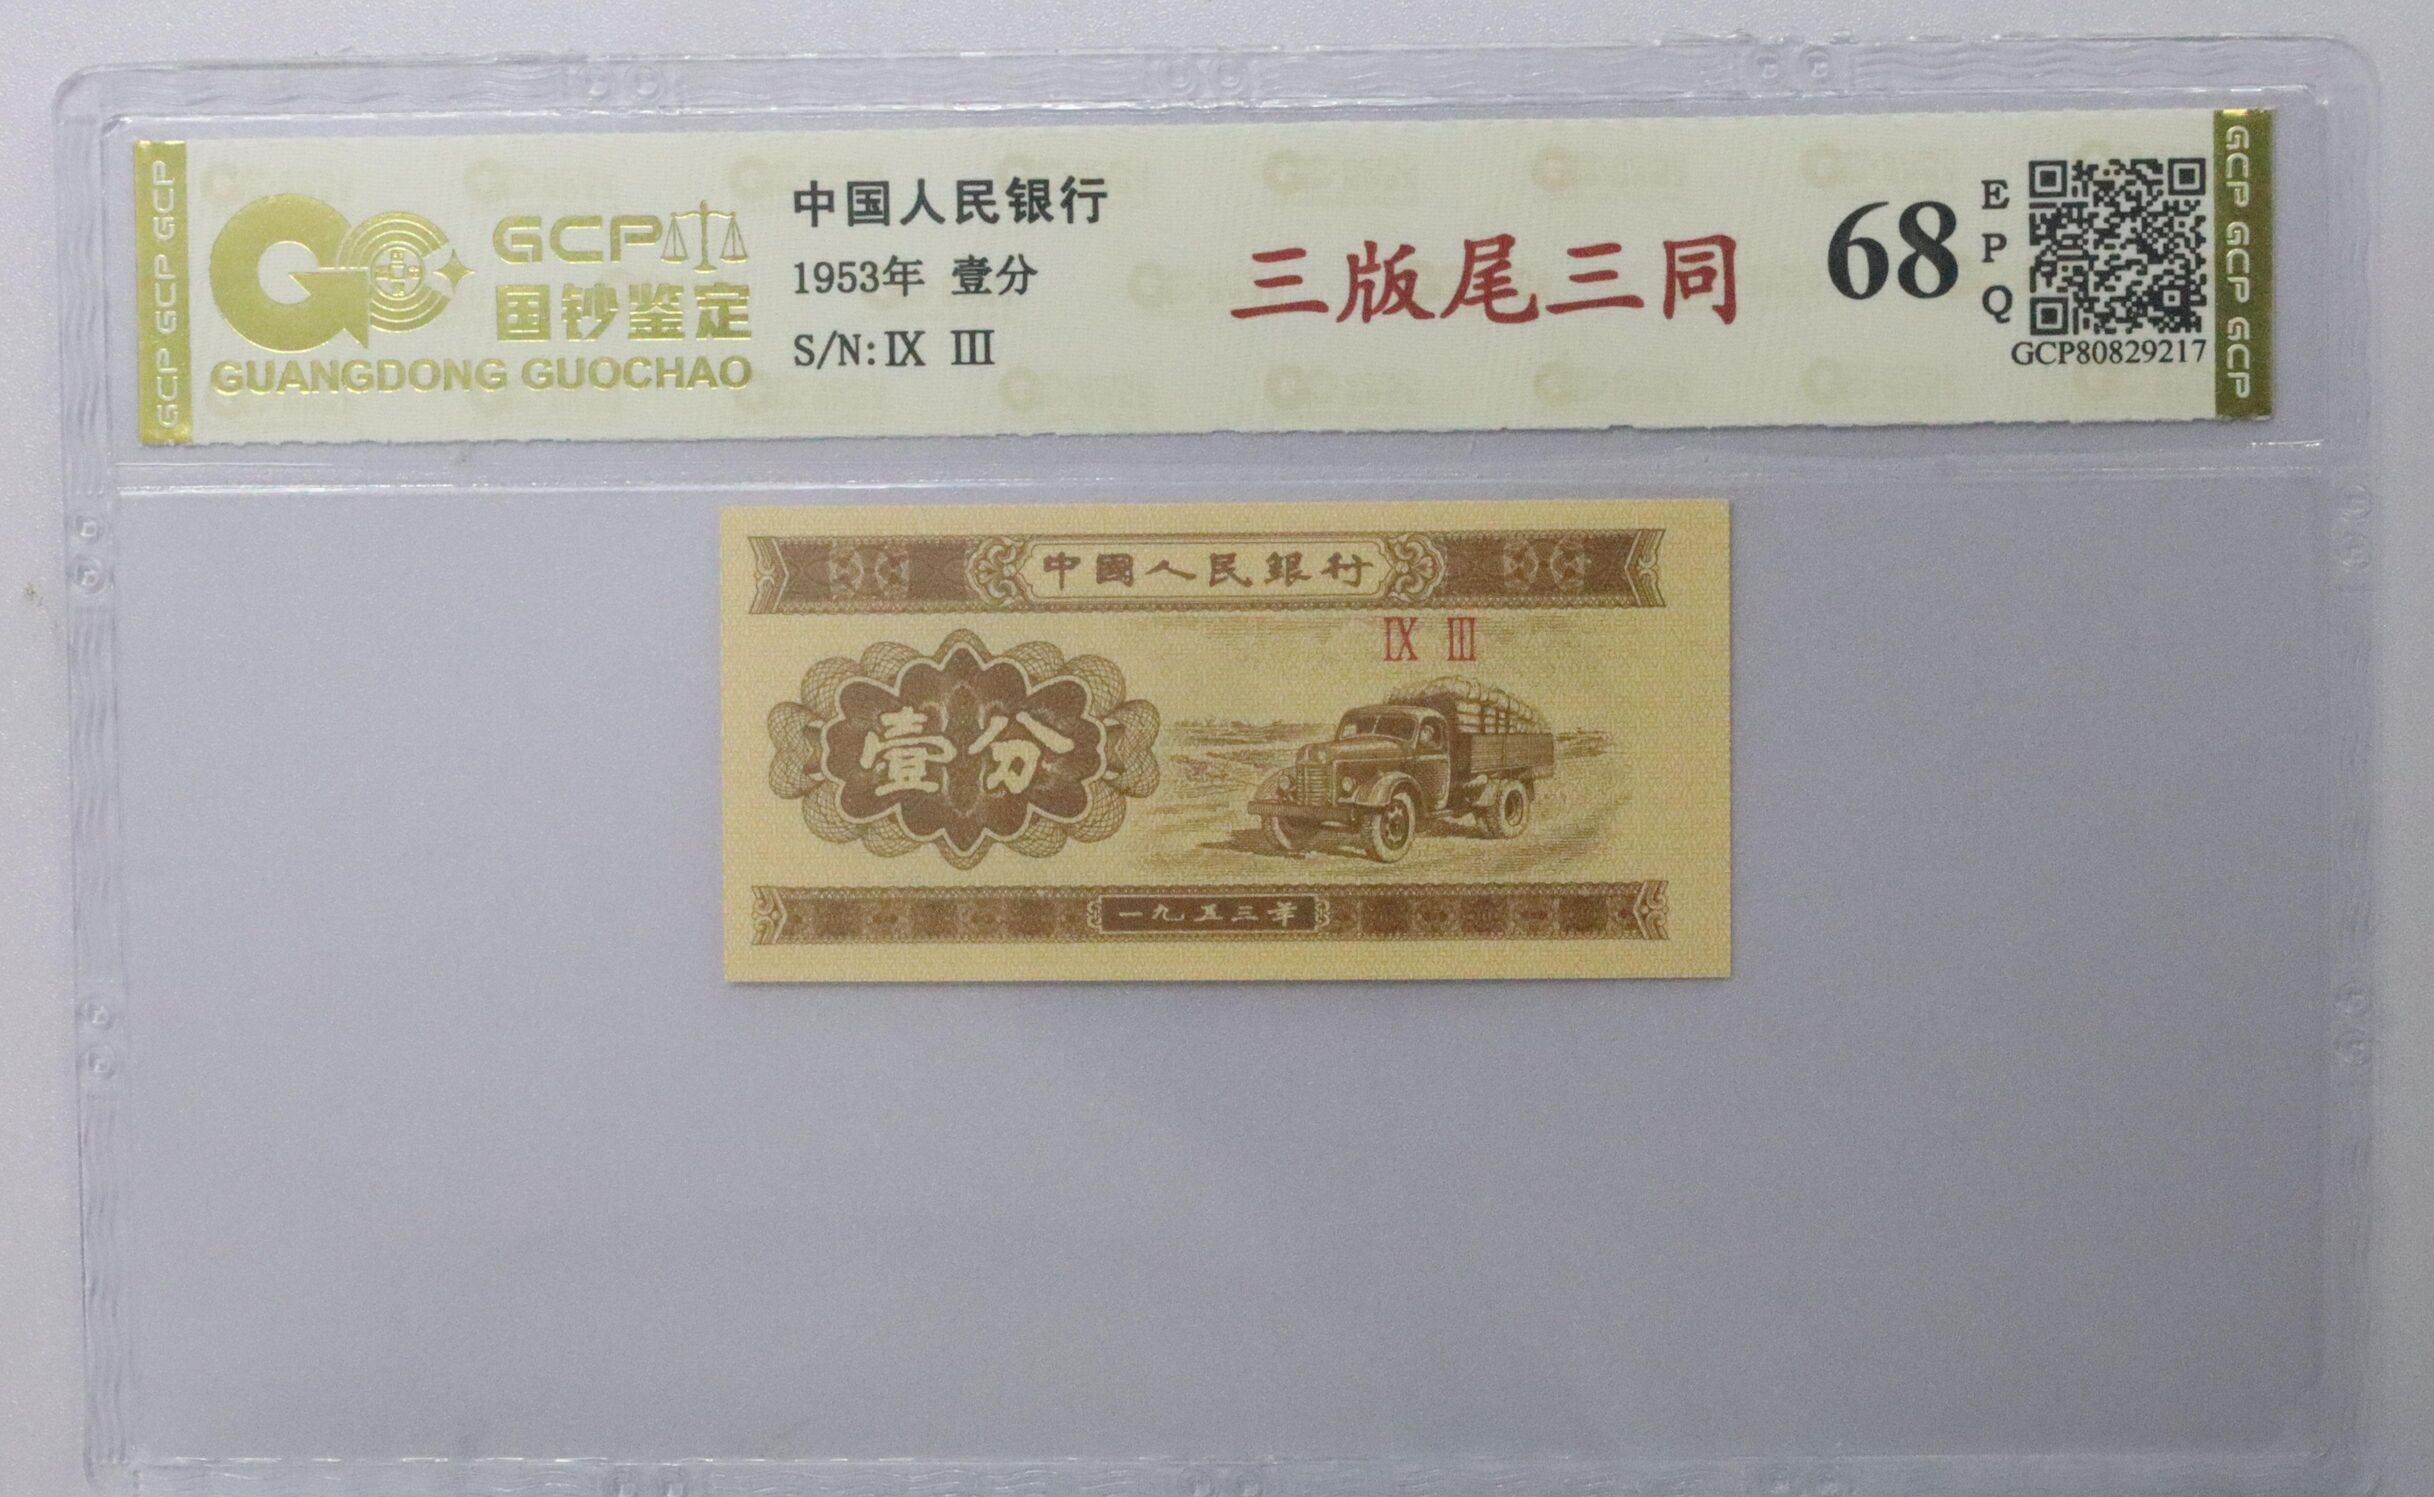 GCP GCP GCP
GCP
国钞鉴定
GUANGDONG GUOCHAO
中国人民银行
1953年 壹分
S/N:Ⅸ Ⅲ
三版尾三同
68
E
P
Q
GCP80829217
GCP GCP GCP
中國人民銀行
Ⅸ Ⅲ
壹分
一九五三年